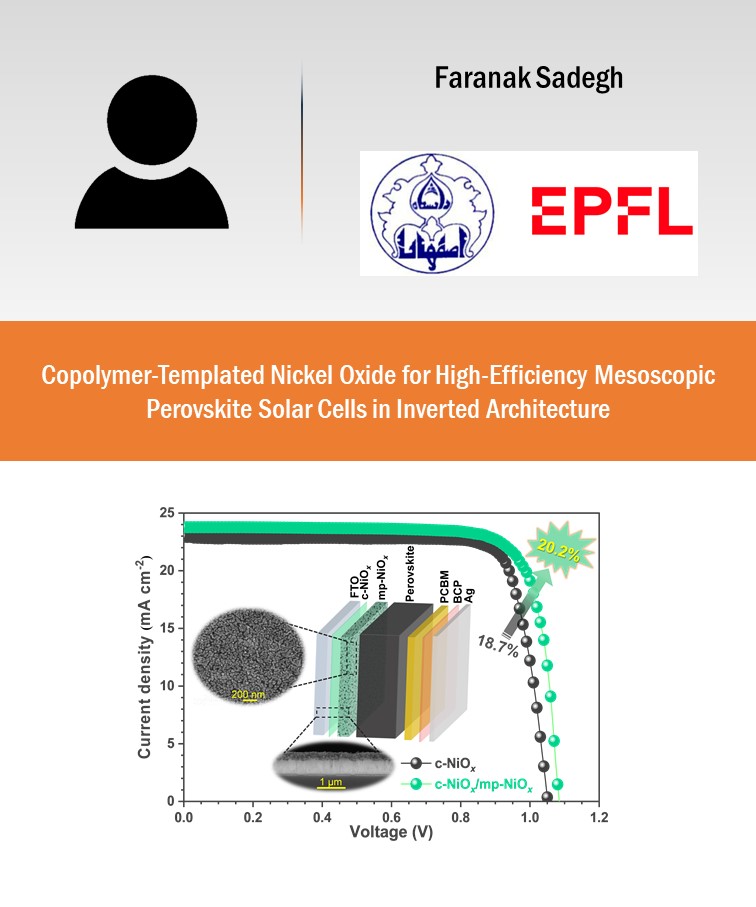 Faranak Sadegh
دانشگاه
اصفهان
EPFL
Copolymer-Templated Nickel Oxide for High-Efficiency Mesoscopic
Perovskite Solar Cells in Inverted Architecture
25
20
15
10
5
0
Current density (mA cm⁻²)
FTO
c-NiOₓ
mp-NiOₓ
Perovskite
PCBM
BCP
Ag
20.2%
18.7%
200 nm
1 µm
c-NiOₓ
c-NiOₓ/mp-NiOₓ
0.0 0.2 0.4 0.6 0.8 1.0 1.2
Voltage (V)